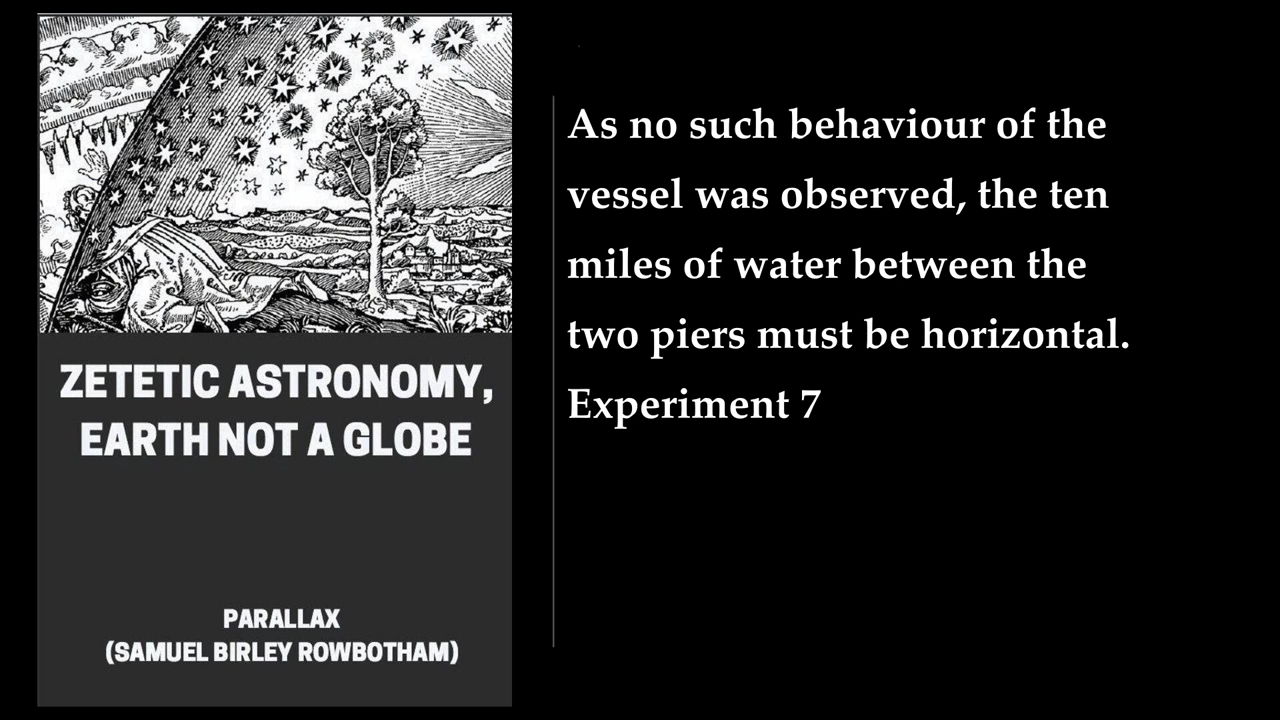 ZETETIC ASTRONOMY,
EARTH NOT A GLOBE
PARALLAX
(SAMUEL BIRLEY ROWBOTHAM)
As no such behaviour of the
vessel was observed, the ten
miles of water between the
two piers must be horizontal.
Experiment 7